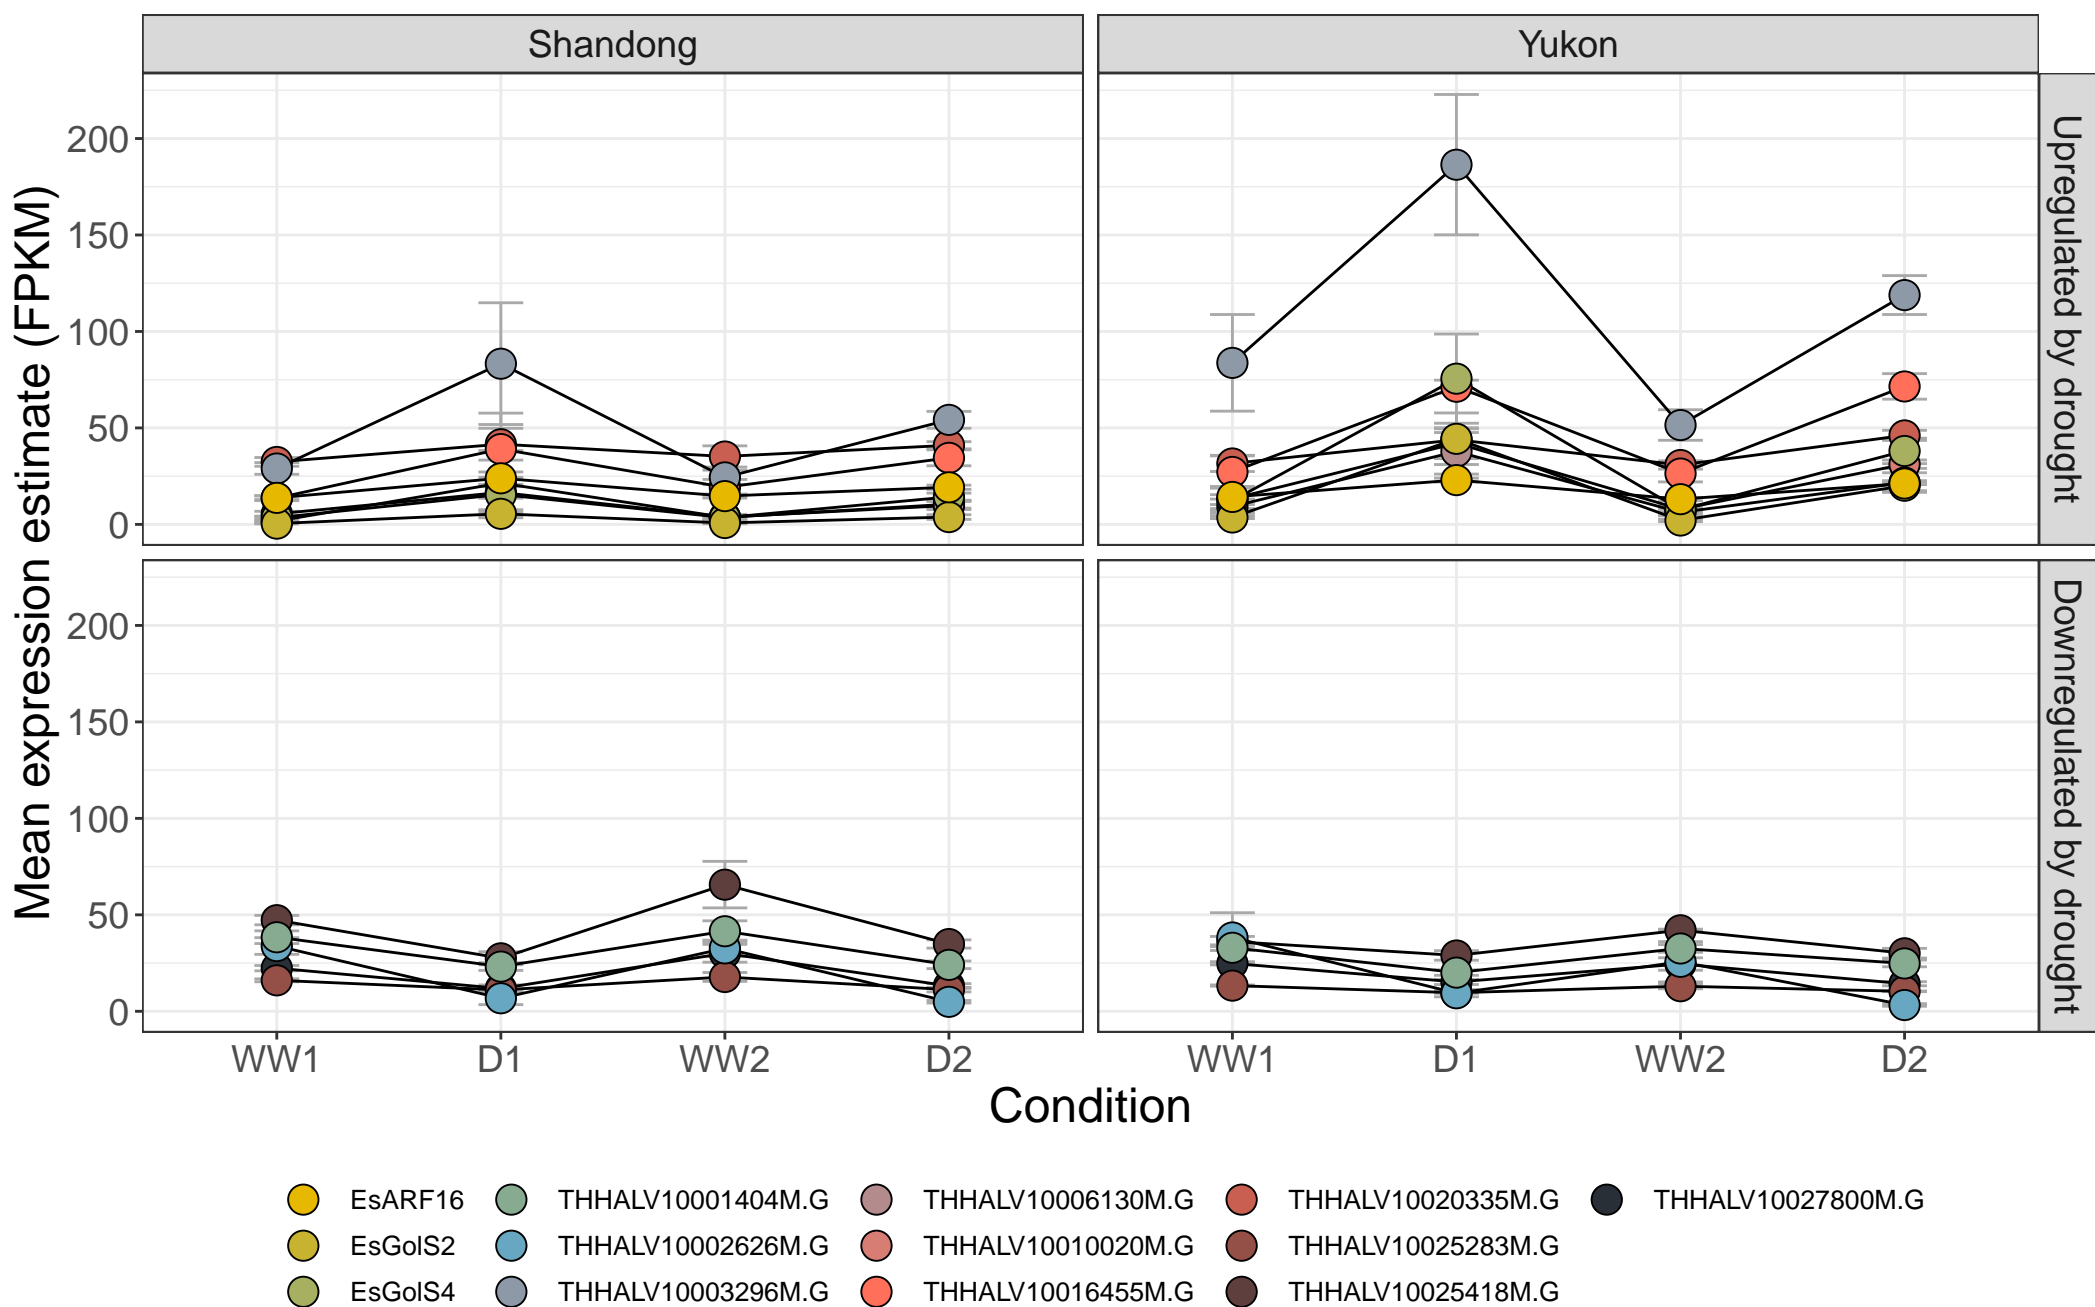 Shandong
Yukon
Mean expression estimate (FPKM)
200
150
100
50
0
Upregulated by drought
200
150
100
50
0
Downregulated by drought
WW1 D1 WW2 D2 WW1 D1 WW2 D2
Condition
EsARF16 THHALV10001404M.G THHALV10006130M.G THHALV10020335M.G THHALV10027800M.G
EsGolS2 THHALV10002626M.G THHALV10010020M.G THHALV10025283M.G
EsGolS4 THHALV10003296M.G THHALV10016455M.G THHALV10025418M.G